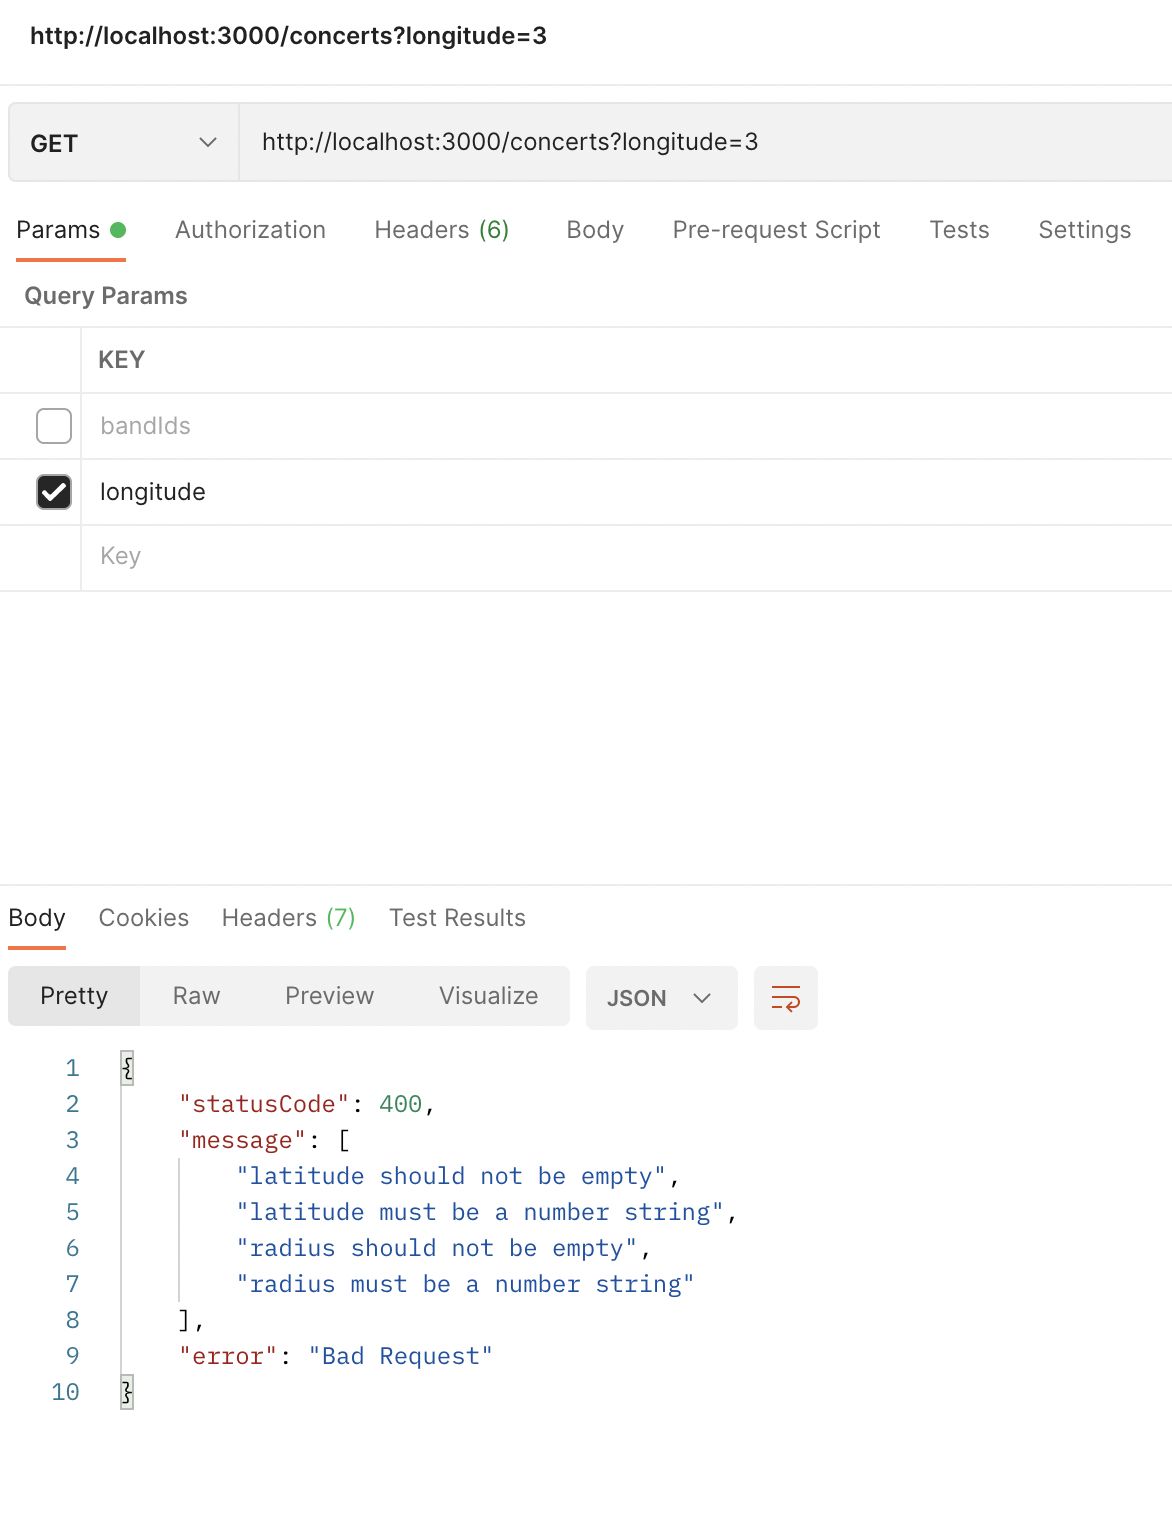 http://localhost:3000/concerts?longitude=3
GET http://localhost:3000/concerts?longitude=3
Params Authorization Headers (6) Body Pre-request Script Tests Settings
Query Params
KEY
bandIds
longitude
Key
Body Cookies Headers (7) Test Results
Pretty Raw Preview Visualize JSON
1 {
2 "statusCode": 400,
3 "message": [
4 "latitude should not be empty",
5 "latitude must be a number string",
6 "radius should not be empty",
7 "radius must be a number string"
8 ],
9 "error": "Bad Request"
10 }